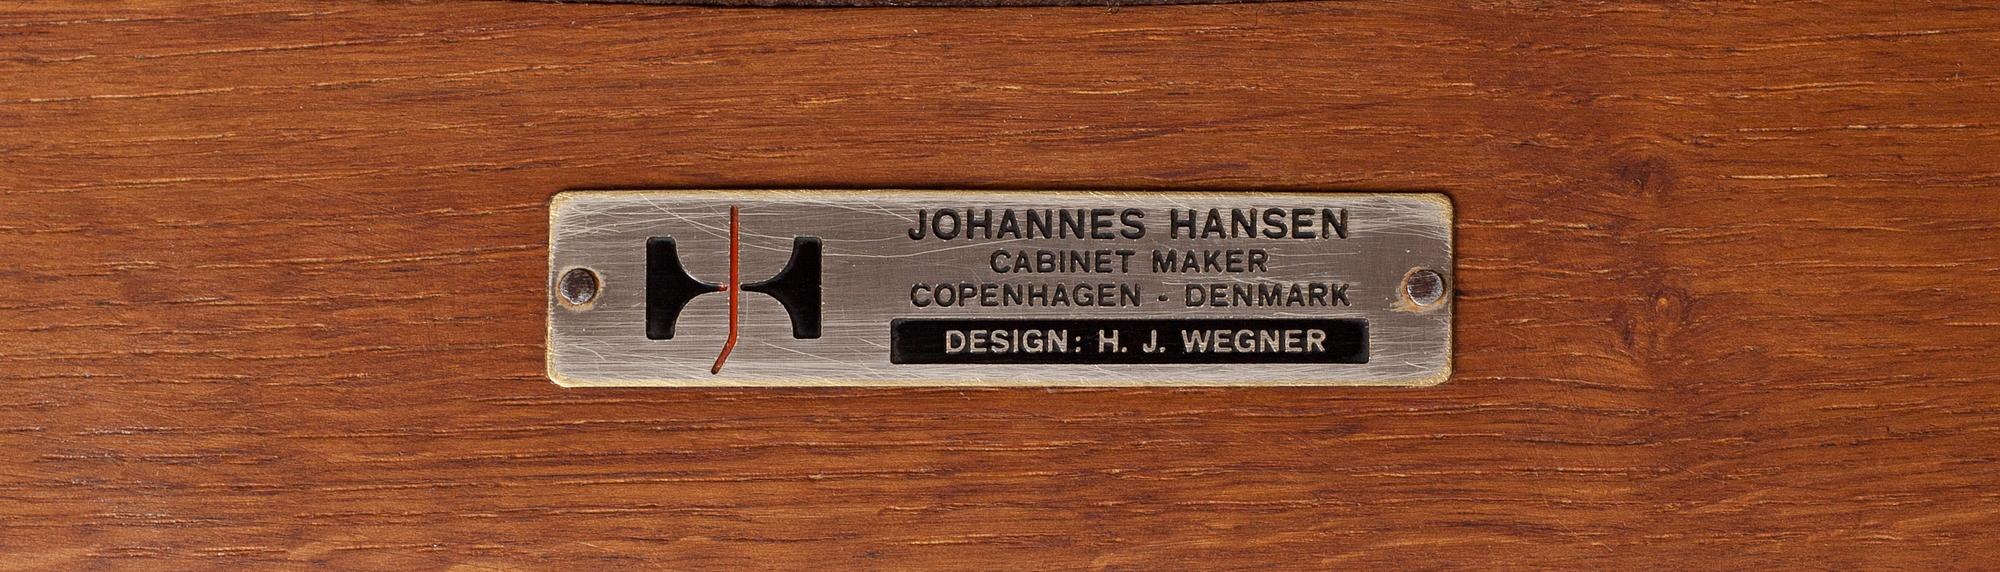 JOHANNES HANSEN
CABINET MAKER
COPENHAGEN - DENMARK
DESIGN: H. J. WEGNER